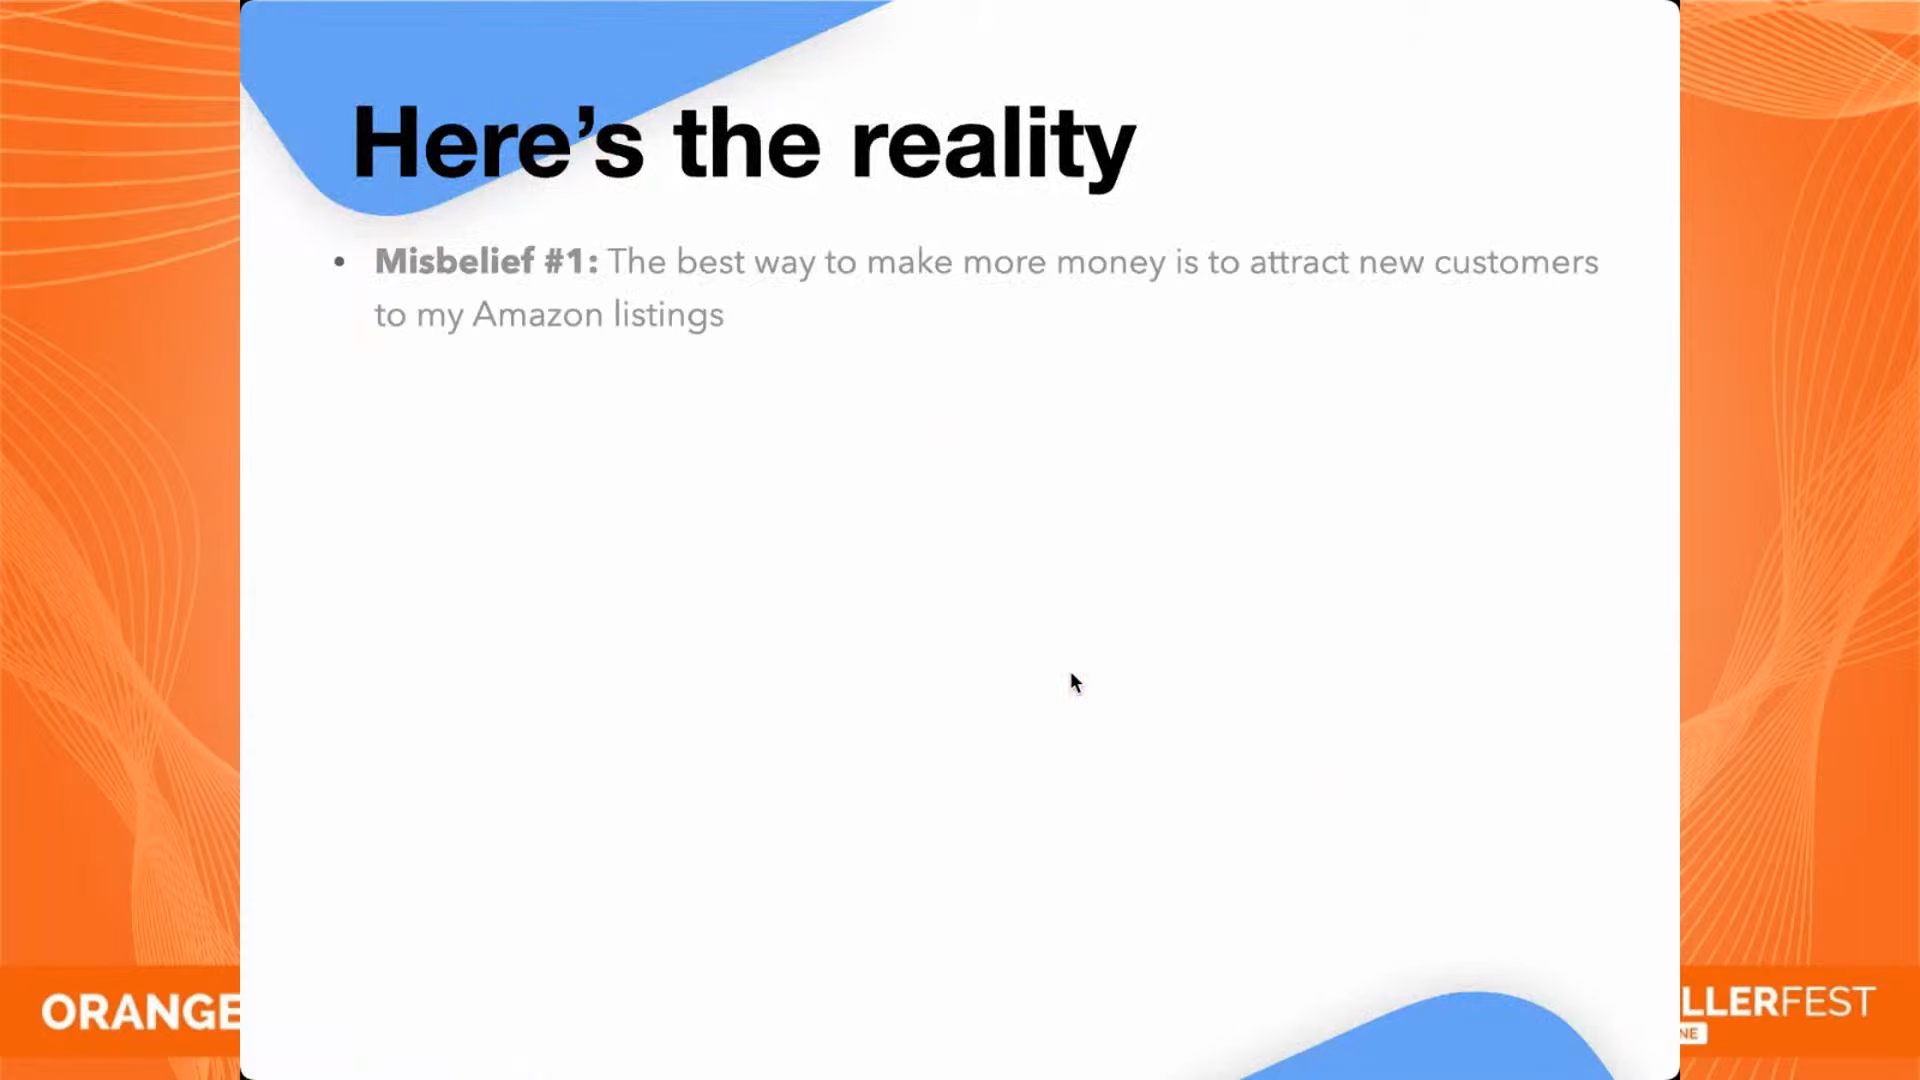 Here’s the reality
• Misbelief #1: The best way to make more money is to attract new customers
to my Amazon listings
ORANGE
LLERFEST
NE